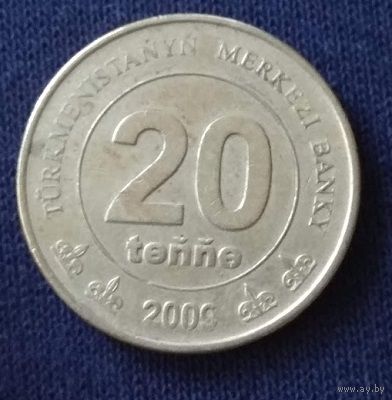 TÜRKMENISTANYŇ MERKEZI BANKY
20
teňňe
2009
www.ay.by